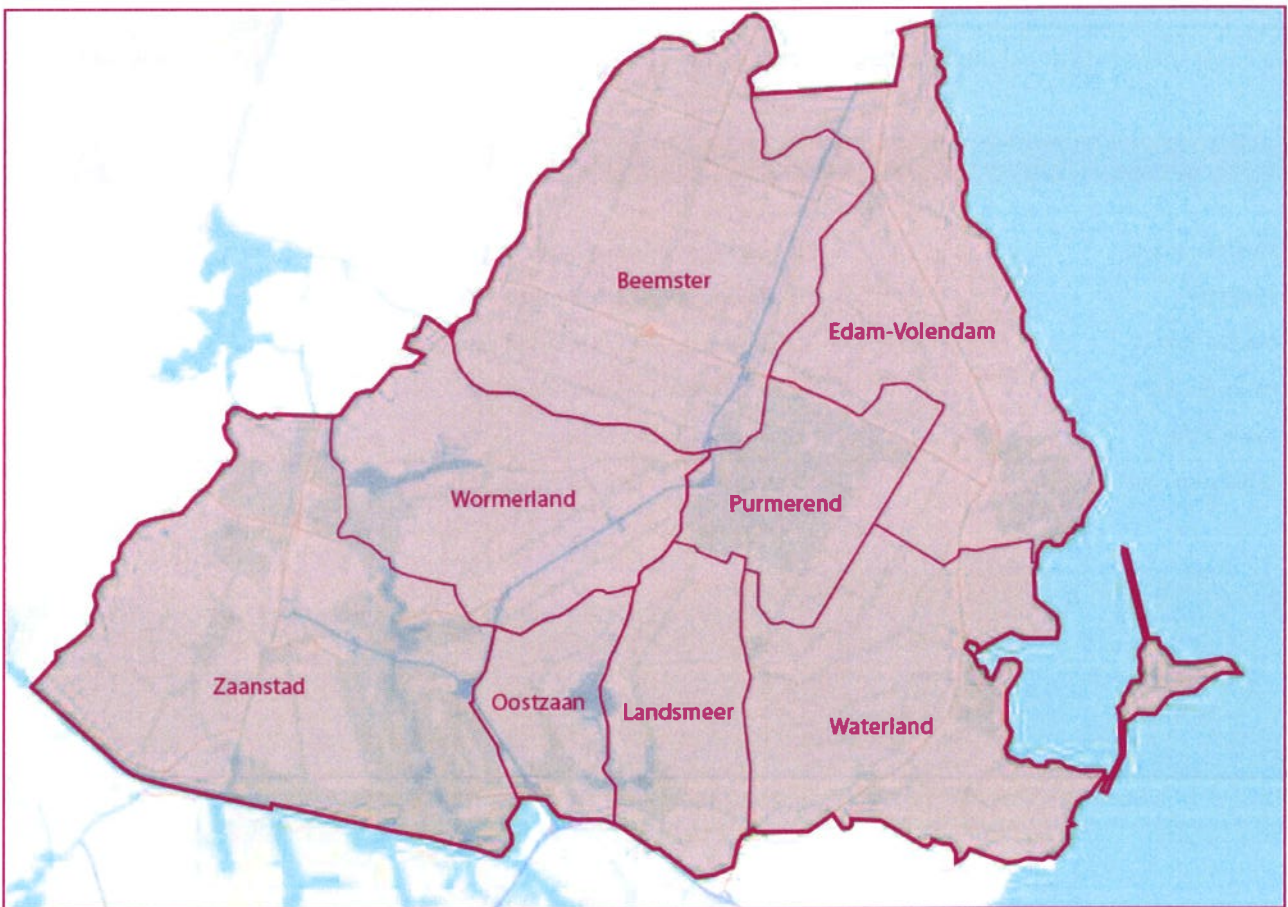 Beemster
Edam-Volendam
Wormerland
Purmerend
Zaanstad
Oostzaan
Landsmeer
Waterland